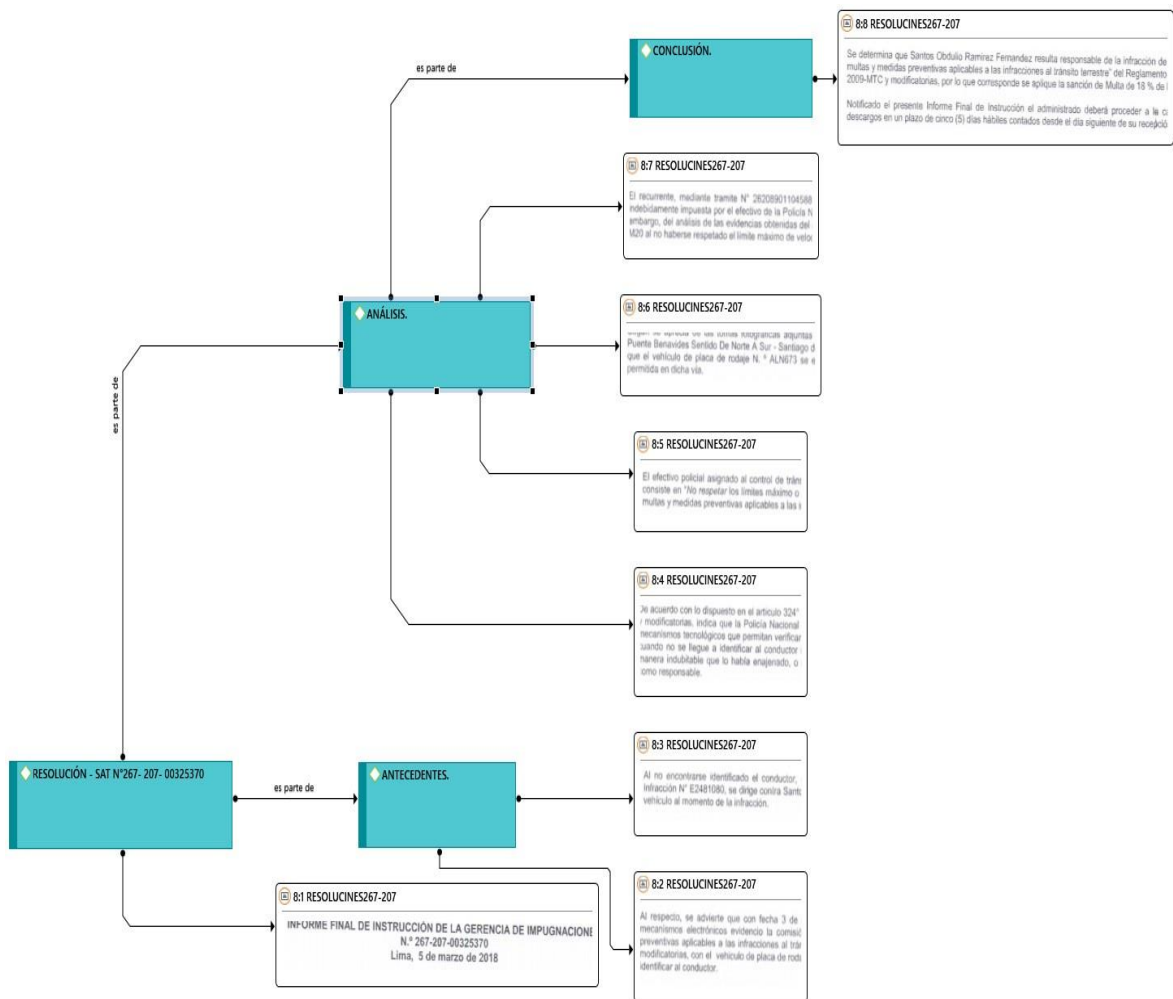 CONCLUSIÓN.
8:8 RESOLUCINES267-207
Se determina que Santos Obdulio Ramirez Fernandez resulta responsable de la infracción de
multas y medidas preventivas aplicables a las infracciones al tránsito terrestre" del Reglamento
2009-MTC y modificatorias, por lo que corresponde se aplique la sanción de Multa de 18 % de l
Notificado el presente Informe Final de Instrucción el administrado deberá proceder a la c
descargos en un plazo de cinco (5) días hábiles contados desde el día siguiente de su recepció
es parte de
8:7 RESOLUCINES267-207
El recurrente, mediante tramite N° 26208901104588
indebidamente impuesta por el efectivo de la Policía N
embargo, del análisis de las evidencias obtenidas del
M20 al no haberse respetado el límite máximo de veloc
ANÁLISIS.
8:6 RESOLUCINES267-207
se aprecia de las tomas fotográficas adjuntas
Puente Benavides Sentido De Norte A Sur - Santiago d
que el vehículo de placa de rodaje N. ° ALN673 se e
permitida en dicha vía.
es parte de
8:5 RESOLUCINES267-207
El efectivo policial asignado al control de trán
consiste en "No respetar los límites máximo o
multas y medidas preventivas aplicables a las i
8:4 RESOLUCINES267-207
De acuerdo con lo dispuesto en el artículo 324°
y modificatorias, indica que la Policía Nacional
mecanismos tecnológicos que permitan verificar
cuando no se llegue a identificar al conductor
manera indubitable que lo había enajenado, o
como responsable.
RESOLUCIÓN - SAT N°267- 207- 00325370
es parte de
ANTECEDENTES.
8:3 RESOLUCINES267-207
Al no encontrarse identificado el conductor,
Infracción N° E2481080, se dirige contra Santo
vehículo al momento de la infracción.
8:1 RESOLUCINES267-207
INFORME FINAL DE INSTRUCCIÓN DE LA GERENCIA DE IMPUGNACIONE
N.° 267-207-00325370
Lima, 5 de marzo de 2018
8:2 RESOLUCINES267-207
Al respecto, se advierte que con fecha 3 de
mecanismos electrónicos evidencio la comisió
preventivas aplicables a las infracciones al trán
modificatorias, con el vehículo de placa de roda
identificar al conductor.